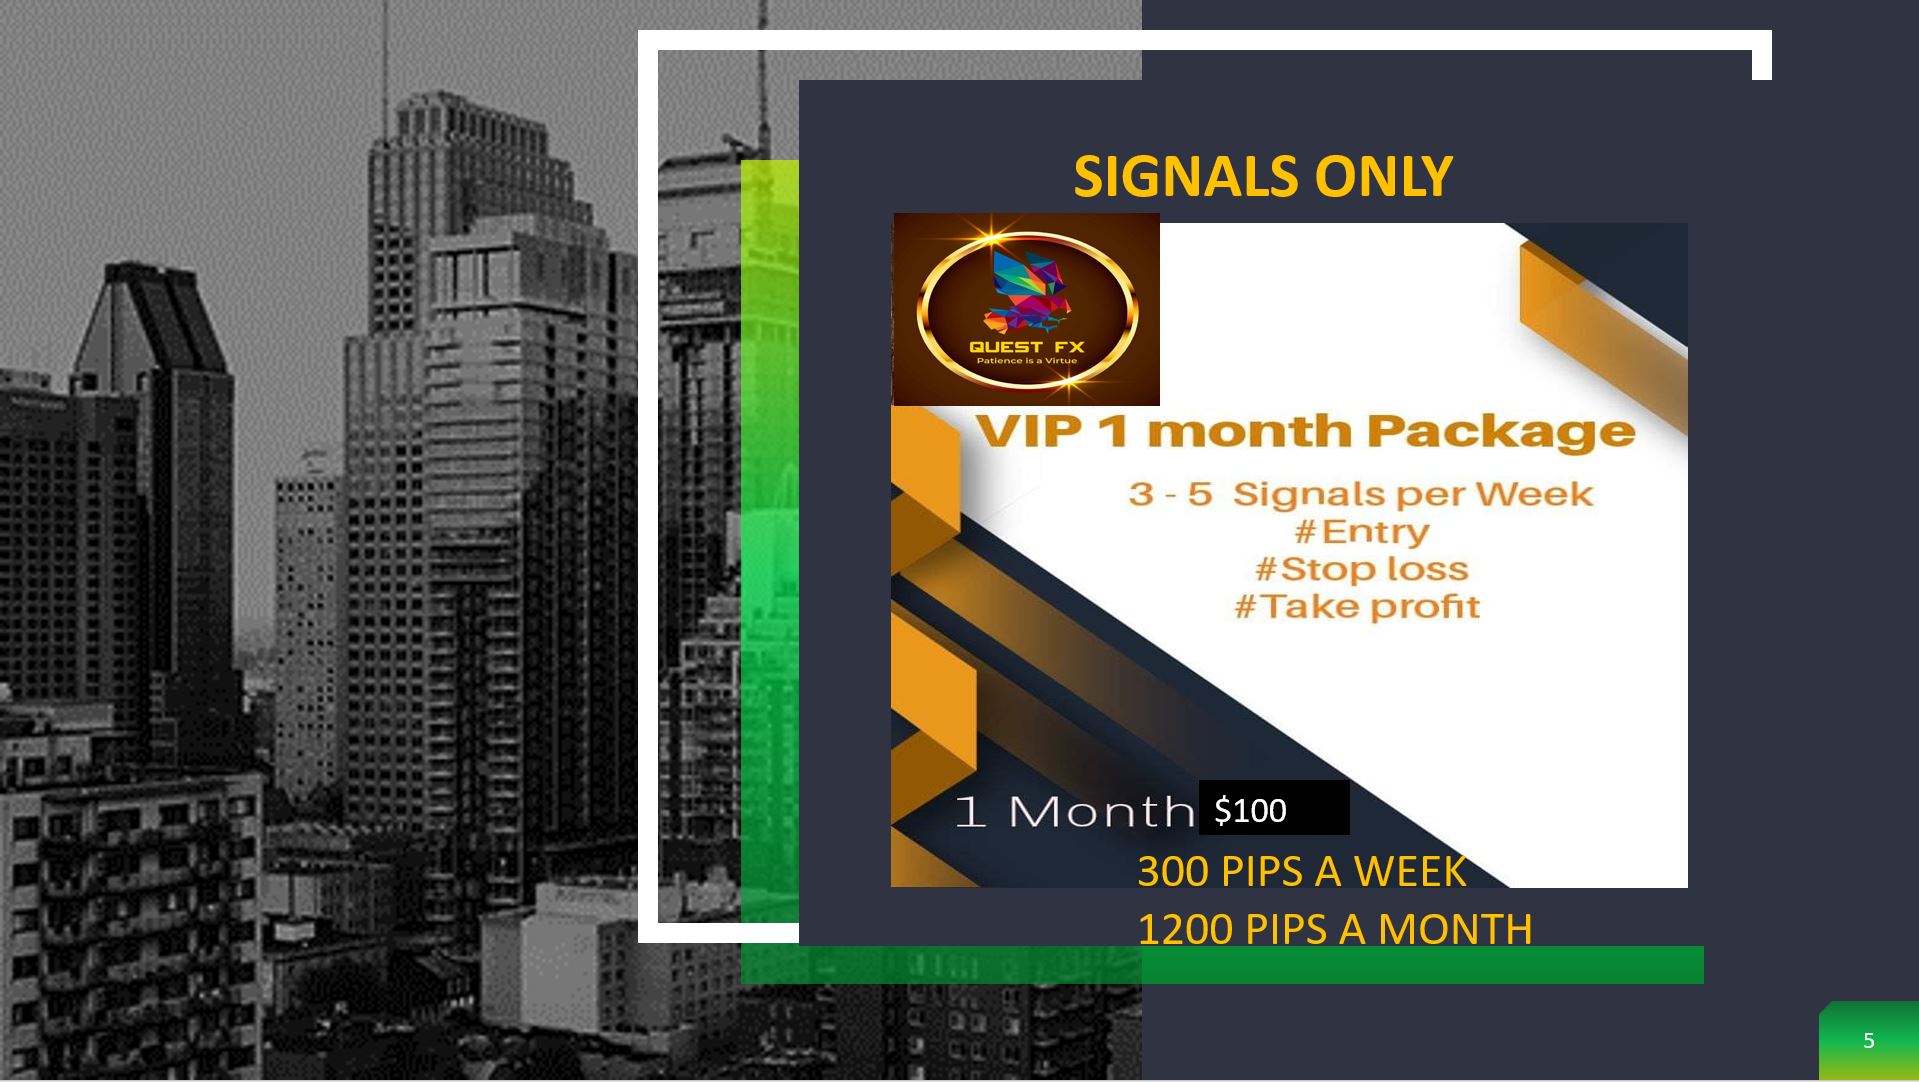 SIGNALS ONLY
QUEST FX
Patience is a Virtue
VIP 1 month Package
3 - 5 Signals per Week
#Entry
#Stop loss
#Take profit
1 Month $100
300 PIPS A WEEK
1200 PIPS A MONTH
5